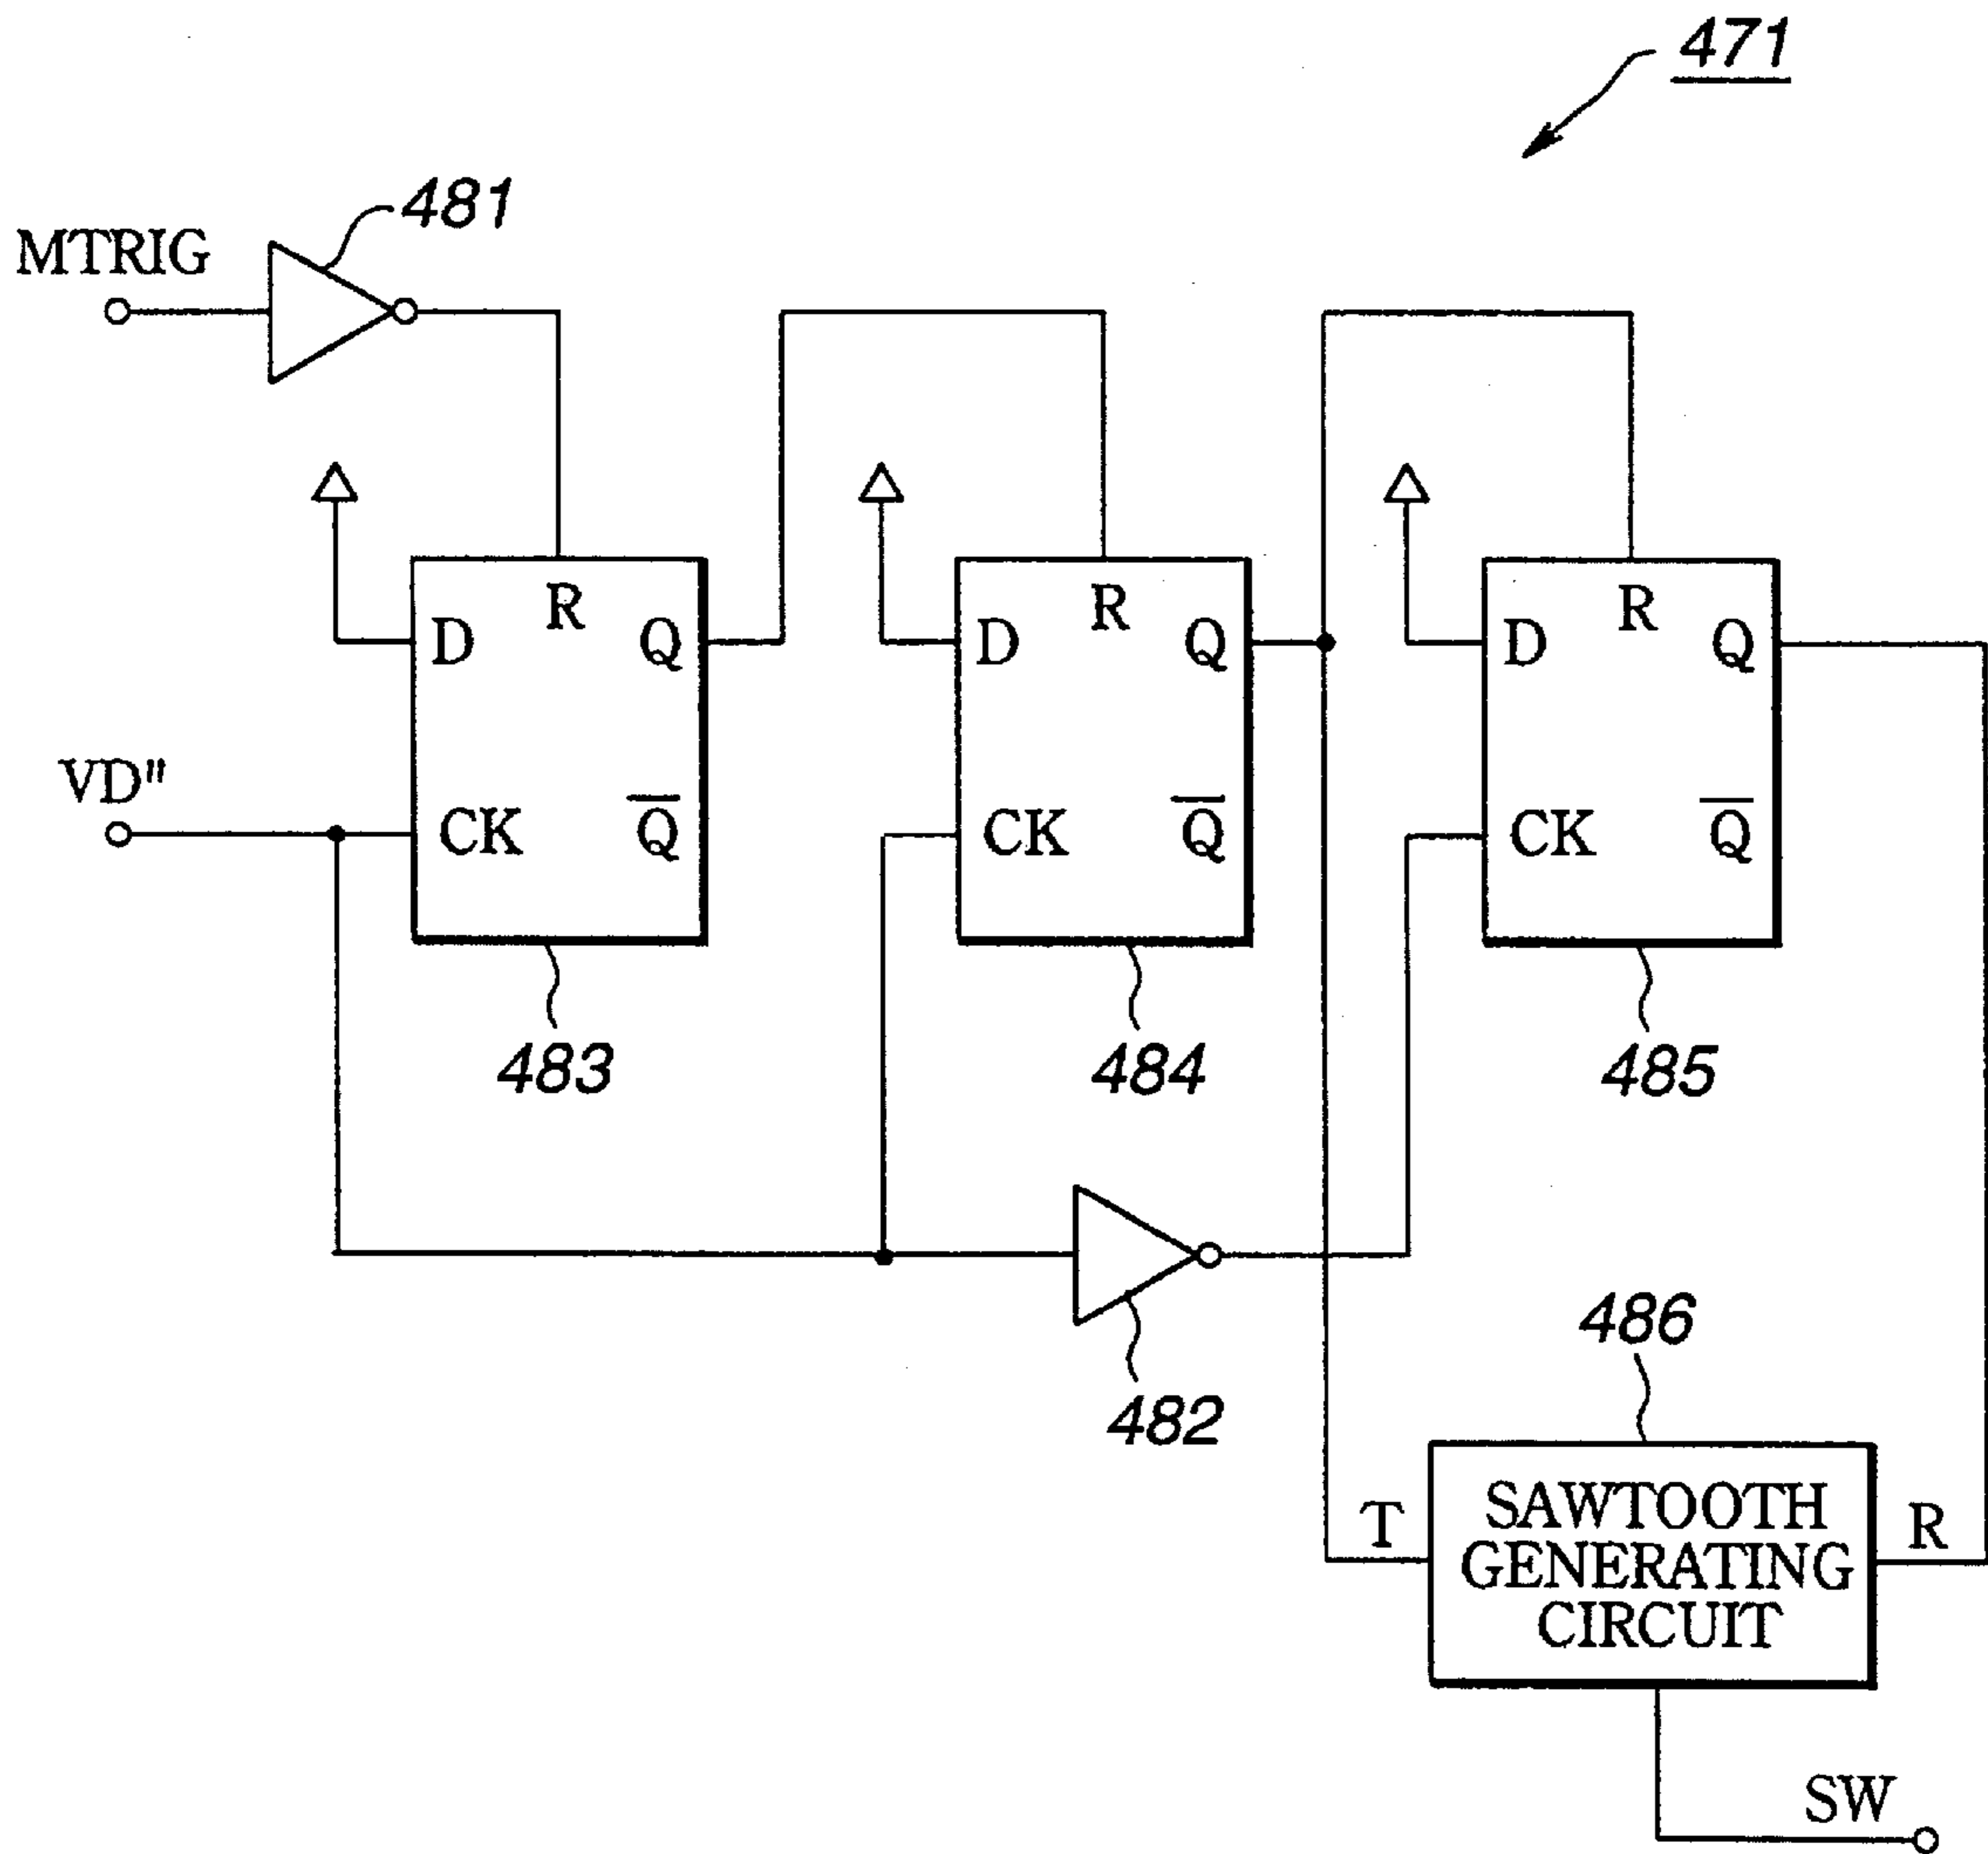 471
481
MTRIG
R R R
D Q D Q D Q
VD"
CK Q CK Q CK Q
483 484 485
486
482
T SAWTOOTH R
GENERATING
CIRCUIT
SW